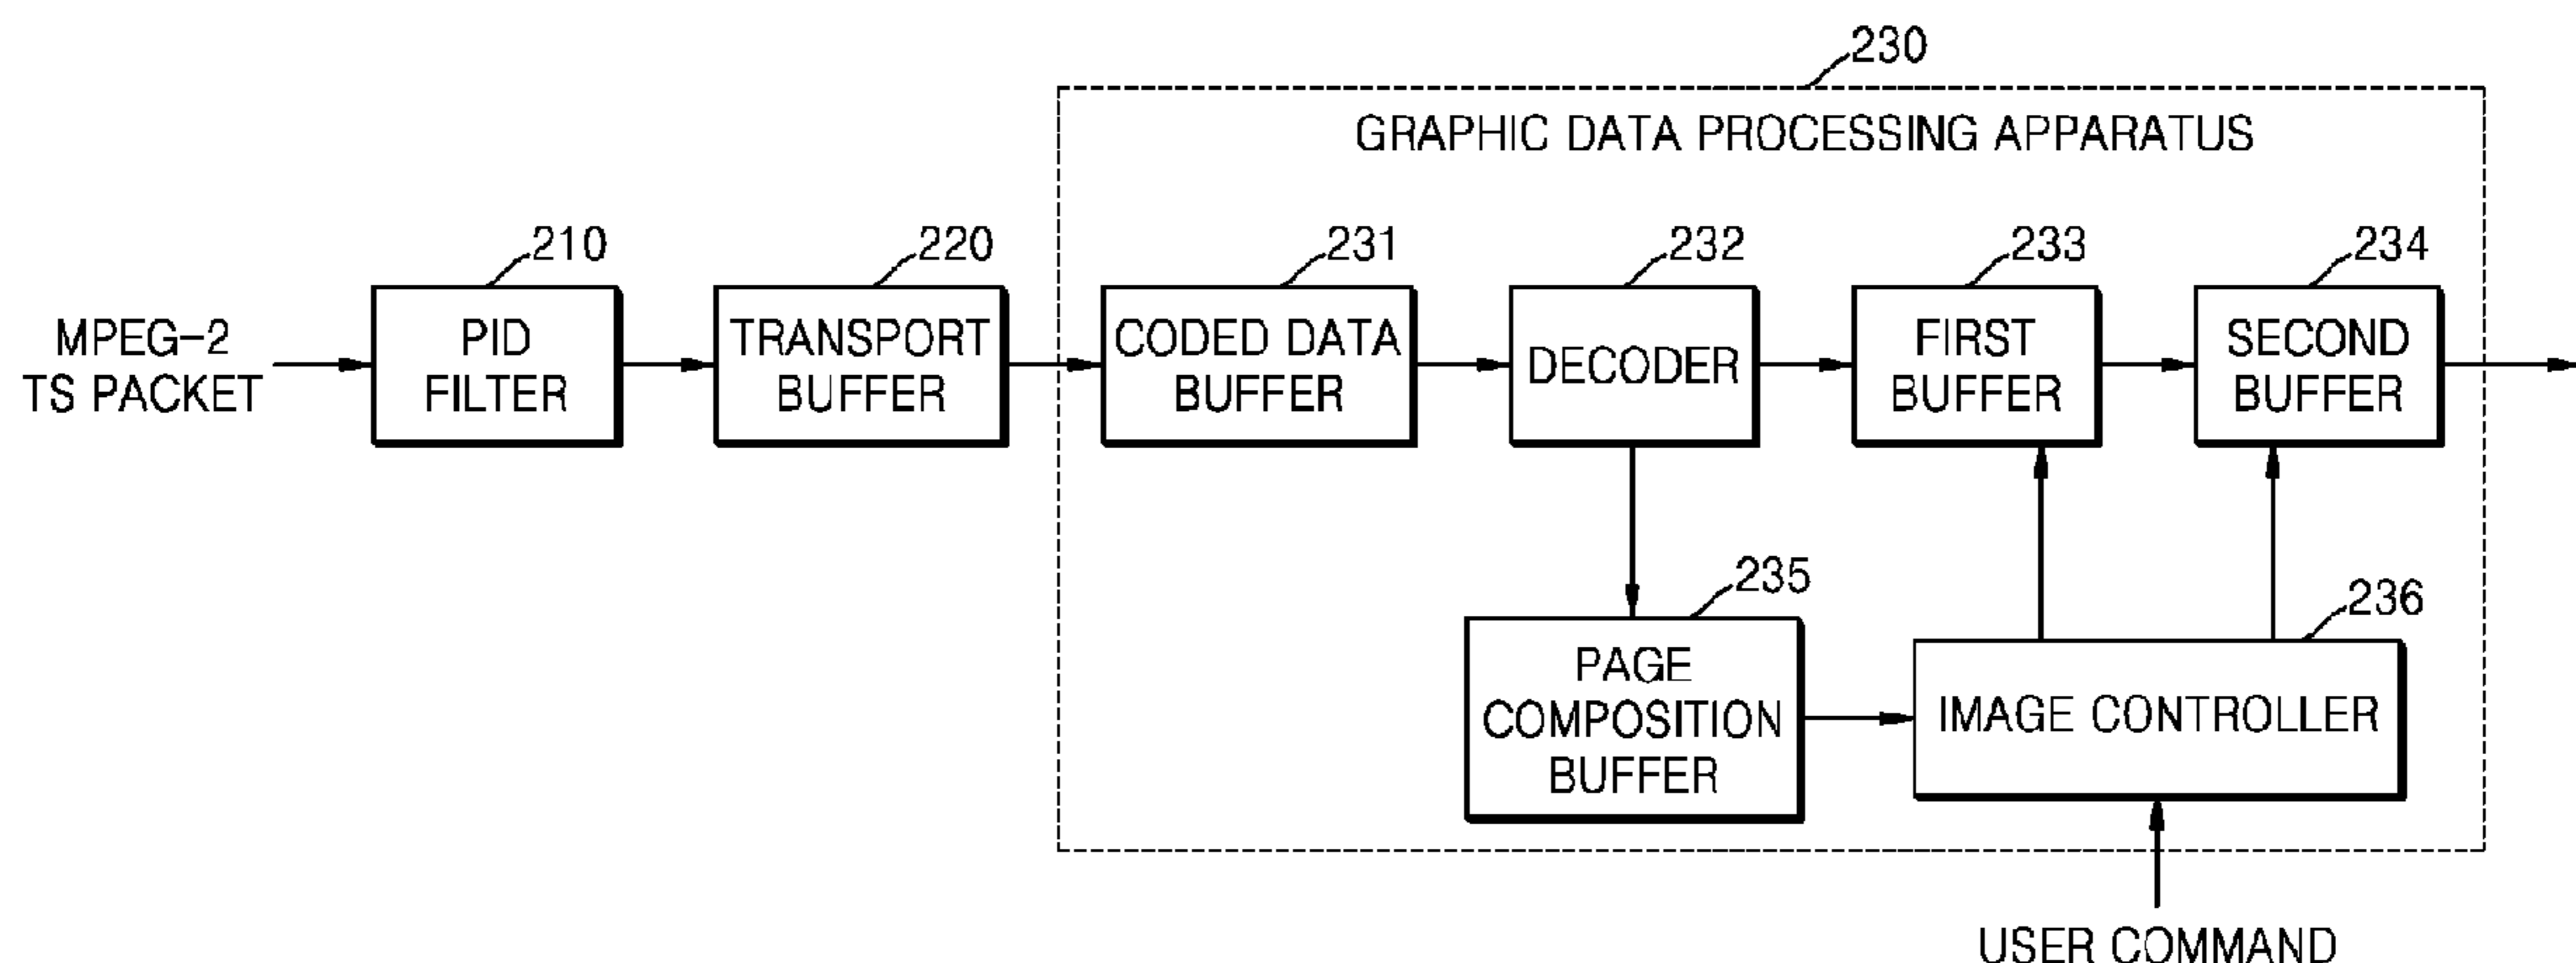 230
GRAPHIC DATA PROCESSING APPARATUS
210
220
231
232
233
234
MPEG-2
TS PACKET
PID
FILTER
TRANSPORT
BUFFER
CODED DATA
BUFFER
DECODER
FIRST
BUFFER
SECOND
BUFFER
235
236
PAGE
COMPOSITION
BUFFER
IMAGE CONTROLLER
USER COMMAND